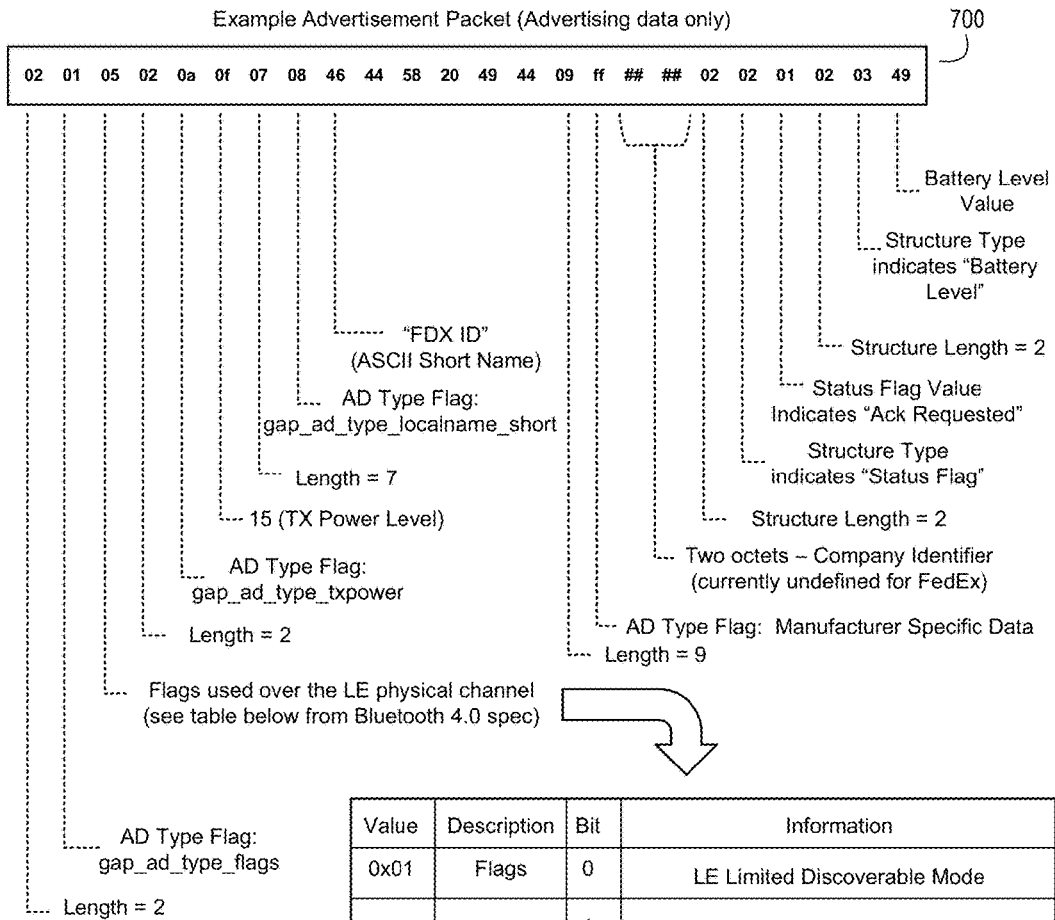 Example Advertisement Packet (Advertising data only)
700
02 01 05 02 0a 0f 07 08 46 44 58 20 49 44 09 ff ## ## 02 02 01 02 03 49
Battery Level
Value
Structure Type
indicates “Battery
Level”
“FDX ID”
(ASCII Short Name)
Structure Length = 2
AD Type Flag:
gap_ad_type_localname_short
Status Flag Value
Indicates “Ack Requested”
Structure Type
indicates “Status Flag”
Length = 7
15 (TX Power Level)
Structure Length = 2
Two octets – Company Identifier
(currently undefined for FedEx)
AD Type Flag:
gap_ad_type_txpower
Length = 2
AD Type Flag: Manufacturer Specific Data
Length = 9
Flags used over the LE physical channel
(see table below from Bluetooth 4.0 spec)
AD Type Flag:
gap_ad_type_flags
Length = 2
Value Description Bit Information
0x01 Flags 0 LE Limited Discoverable Mode